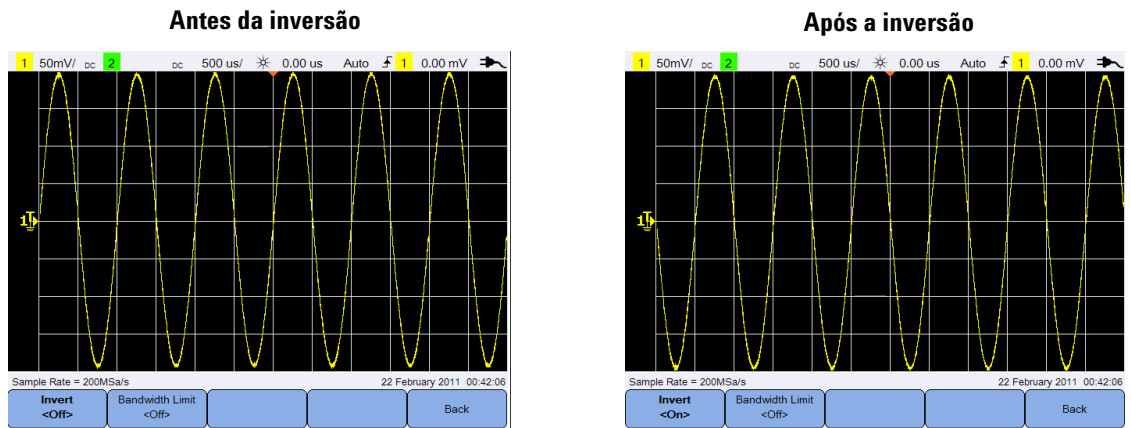 Antes da inversão
1 50mV/ DC 2 DC 500 us/ 0.00 us Auto 1 0.00 mV
1
Sample Rate = 200MSa/s 22 February 2011 00:42:06
Invert
<Off>
Bandwidth Limit
<Off>
Back
Após a inversão
1 50mV/ DC 2 DC 500 us/ 0.00 us Auto 1 0.00 mV
1
Sample Rate = 200MSa/s 22 February 2011 00:42:06
Invert
<On>
Bandwidth Limit
<Off>
Back